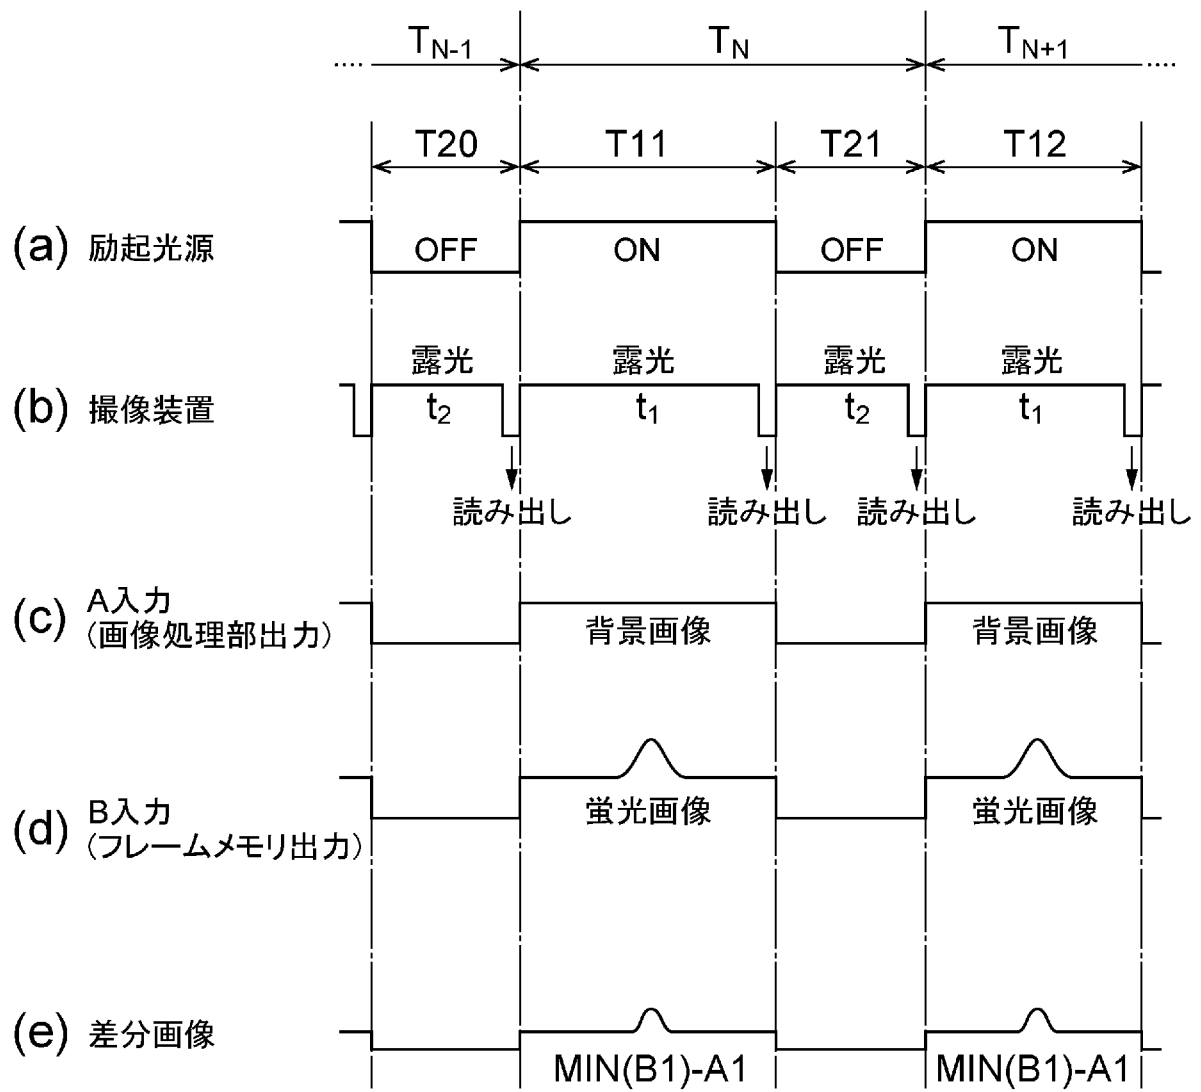 .... T_N-1 T_N T_N+1 ....
T20 T11 T21 T12
(a) 励起光源 OFF ON OFF ON
露光 露光 露光 露光
(b) 撮像装置 t2 t1 t2 t1
読み出し 読み出し 読み出し 読み出し
(c) A入力
(画像処理部出力) 背景画像 背景画像
(d) B入力 蛍光画像 蛍光画像
(フレームメモリ出力)
(e) 差分画像
MIN(B1)-A1 MIN(B1)-A1